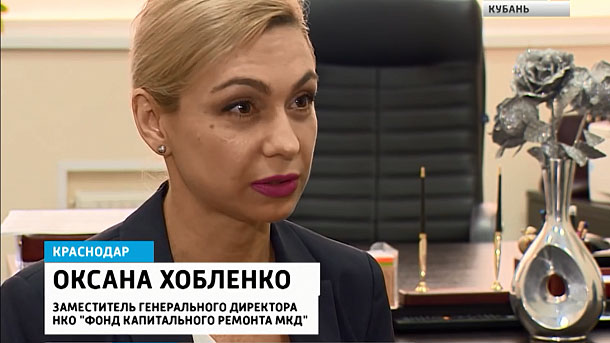 КУБАНЬ
КРАСНОДАР
ОКСАНА ХОБЛЕНКО
ЗАМЕСТИТЕЛЬ ГЕНЕРАЛЬНОГО ДИРЕКТОРА
НКО "ФОНД КАПИТАЛЬНОГО РЕМОНТА МКД"